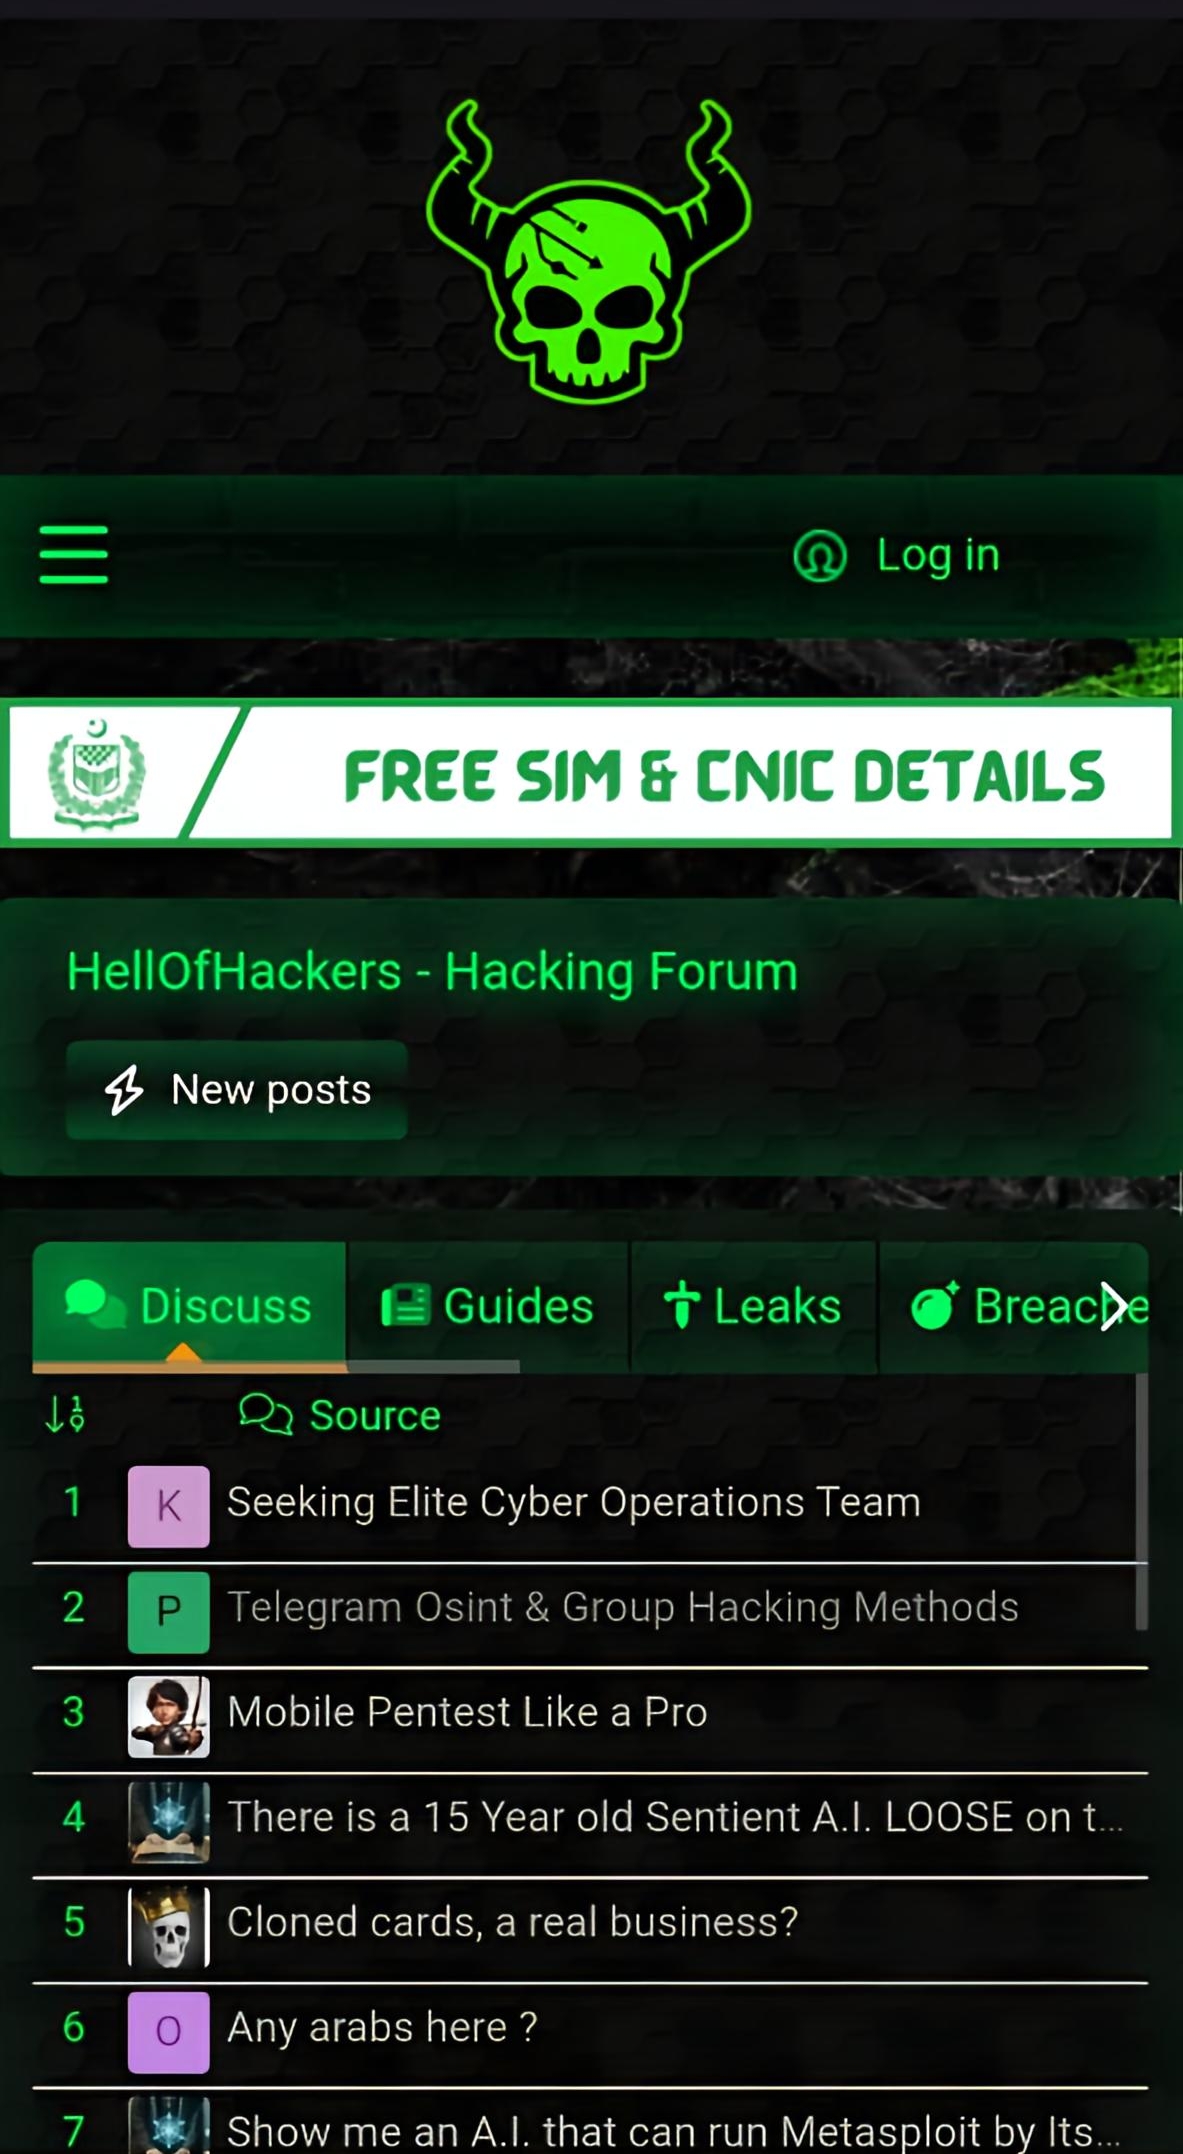 Log in
FREE SIM & CNIC DETAILS
HellOfHackers - Hacking Forum
New posts
Discuss Guides Leaks Breache
Source
1 K Seeking Elite Cyber Operations Team
2 P Telegram Osint & Group Hacking Methods
3 Mobile Pentest Like a Pro
4 There is a 15 Year old Sentient A.I. LOOSE on t...
5 Cloned cards, a real business?
6 O Any arabs here ?
7 Show me an A.I. that can run Metasploit by Its...